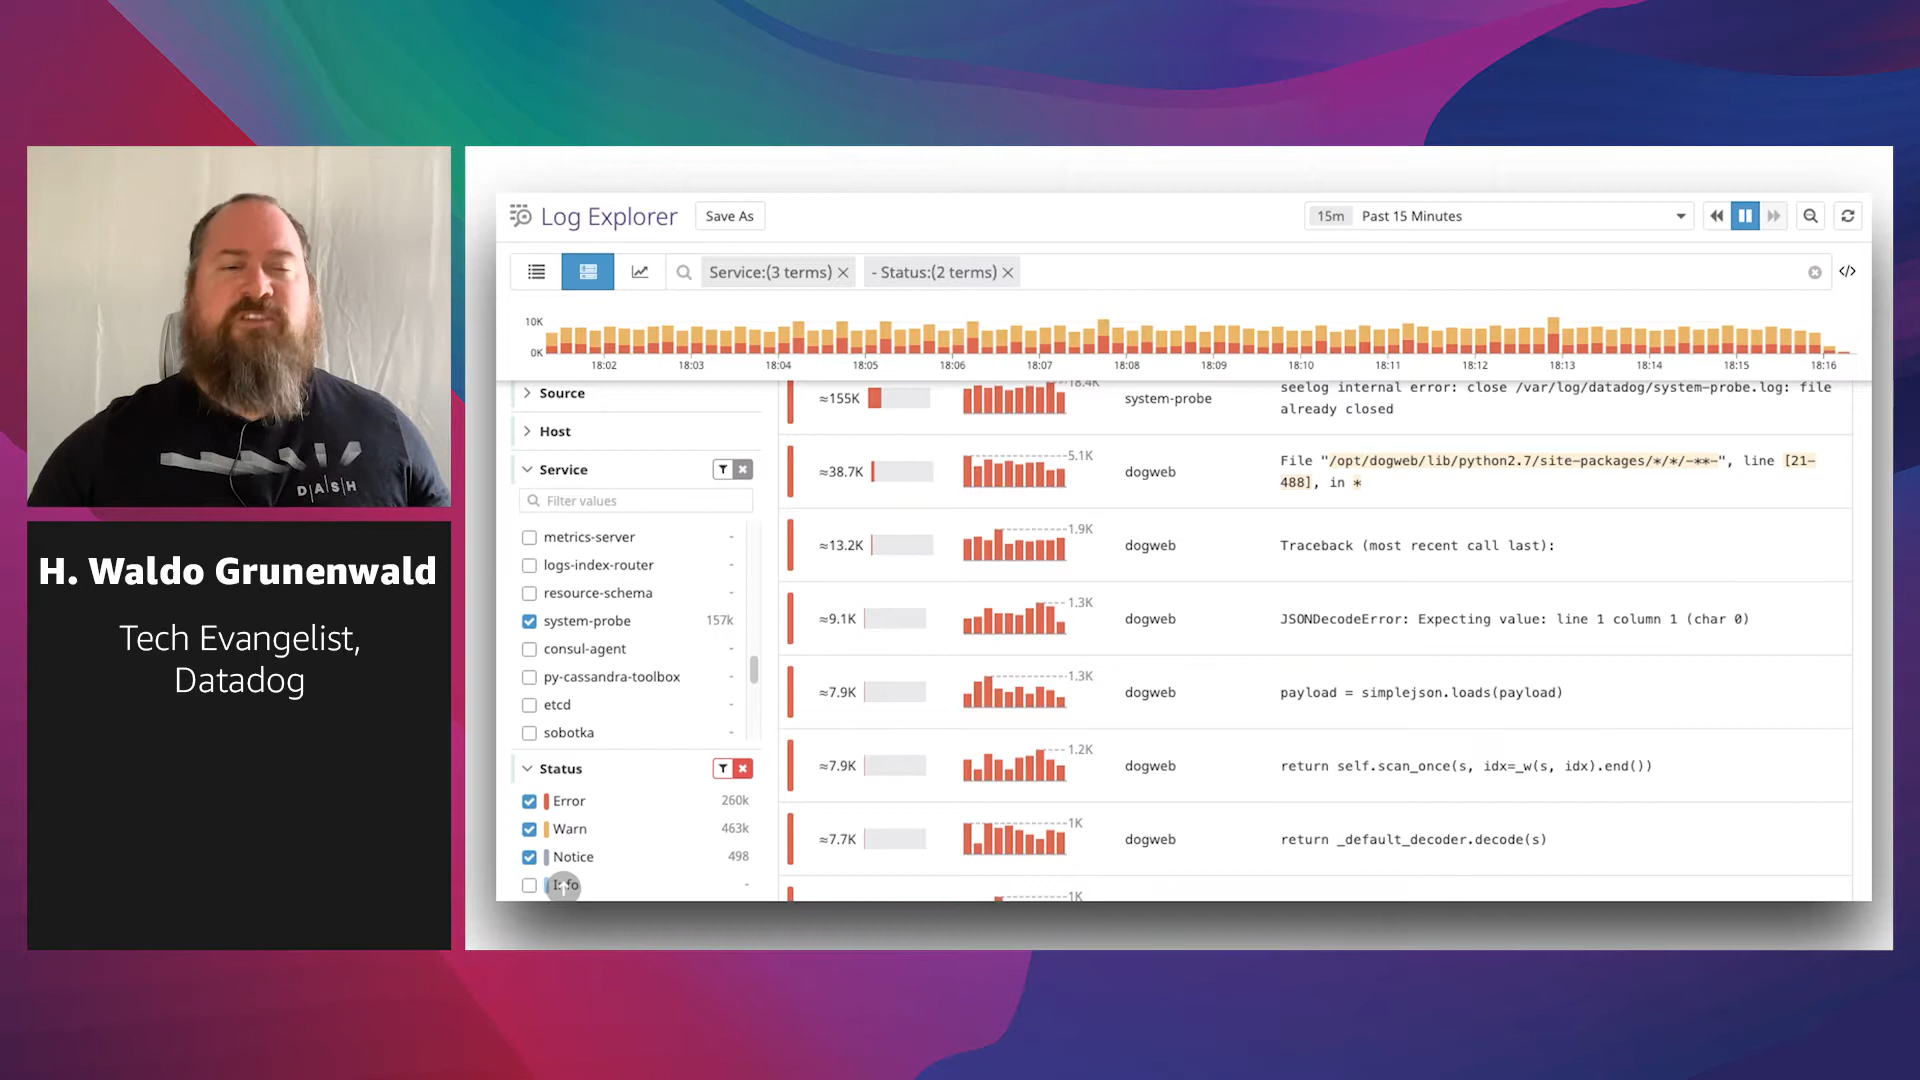 D|A|S|H
H. Waldo Grunenwald
Tech Evangelist,
Datadog
Log Explorer
Save As
15m Past 15 Minutes
Service:(3 terms)
- Status:(2 terms)
</>
10K
0K
18:02 18:03 18:04 18:05 18:06 18:07 18:08 18:09 18:10 18:11 18:12 18:13 18:14 18:15 18:16
Source
Host
Service
Filter values
metrics-server -
logs-index-router -
resource-schema -
system-probe 157k
consul-agent -
py-cassandra-toolbox -
etcd -
sobotka -
Status
Error 260k
Warn 463k
Notice 498
Info -
≈155K 18.4K system-probe seelog internal error: close /var/log/datadog/system-probe.log: file
already closed
≈38.7K 5.1K dogweb File "/opt/dogweb/lib/python2.7/site-packages/*/*/-**-", line [21-
488], in *
≈13.2K 1.9K dogweb Traceback (most recent call last):
≈9.1K 1.3K dogweb JSONDecodeError: Expecting value: line 1 column 1 (char 0)
≈7.9K 1.3K dogweb payload = simplejson.loads(payload)
≈7.9K 1.2K dogweb return self.scan_once(s, idx=_w(s, idx).end())
≈7.7K 1K dogweb return _default_decoder.decode(s)
1K